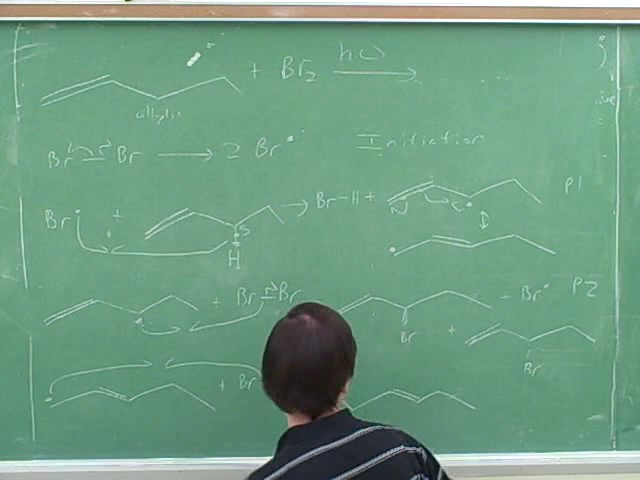 + Br2 hν
allylic
Br Br → 2 Br• Initiation
Br• + H → Br-H + P1
+ Br Br + Br• P2
Br + Br
+ Br